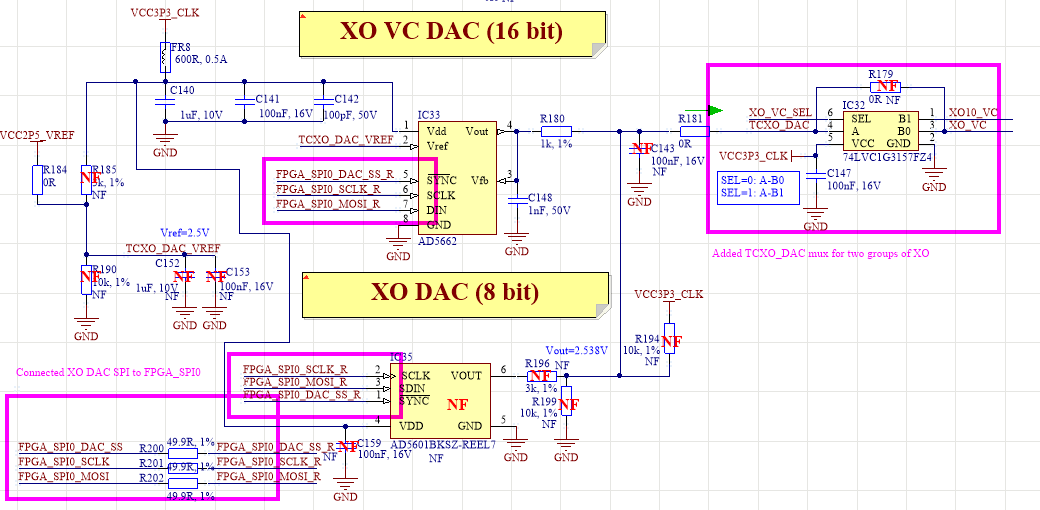 VCC3P3_CLK
XO VC DAC (16 bit)
FR8
600R, 0.5A
C140
1uF, 10V
C141
100nF, 16V
C142
100pF, 50V
VCC2P5_VREF
R184
0R
R185
NF
1%
NF
TCXO_DAC_VREF
IC33
1 Vdd Vout 4
2 Vref
FPGA_SPI0_DAC_SS_R 5 SYNC Vfb 3
FPGA_SPI0_SCLK_R 6 SCLK
FPGA_SPI0_MOSI_R 7 DIN
8 GND
AD5662
GND
R180
1k, 1%
C148
1nF, 50V
GND
NF
C143
100nF, 16V
GND
R181
0R
R179
NF
0R NF
IC32
XO_VC_SEL 6 SEL B1 1 XO10_VC
TCXO_DAC 4 A B0 3 XO_VC
5 VCC GND 2
74LVC1G3157FZ4
VCC3P3_CLK
SEL=0: A-B0
SEL=1: A-B1
C147
100nF, 16V
GND
GND
Added TCXO_DAC mux for two groups of XO
Vref=2.5V
TCXO_DAC_VREF
R190
NF
10k, 1%
NF
GND
C152
NF
1uF, 10V
NF
GND
C153
NF
100nF, 16V
NF
GND
GND
XO DAC (8 bit)
VCC3P3_CLK
R194
NF
10k, 1%
NF
Vout=2.538V
R196
NF
NF
3k, 1%
R199
NF
10k, 1%
NF
GND
Connected XO DAC SPI to FPGA_SPI0
IC35
FPGA_SPI0_SCLK_R 2 SCLK VOUT 6
FPGA_SPI0_MOSI_R 3 SDIN
FPGA_SPI0_DAC_SS_R 1 SYNC
NF
4 VDD GND 5
AD5601BKSZ-REEL7
NF
GND
C159
NF
100nF, 16V
NF
GND
FPGA_SPI0_DAC_SS R200 49.9R, 1% FPGA_SPI0_DAC_SS_R
FPGA_SPI0_SCLK R201 49.9R, 1% FPGA_SPI0_SCLK_R
FPGA_SPI0_MOSI R202 49.9R, 1% FPGA_SPI0_MOSI_R